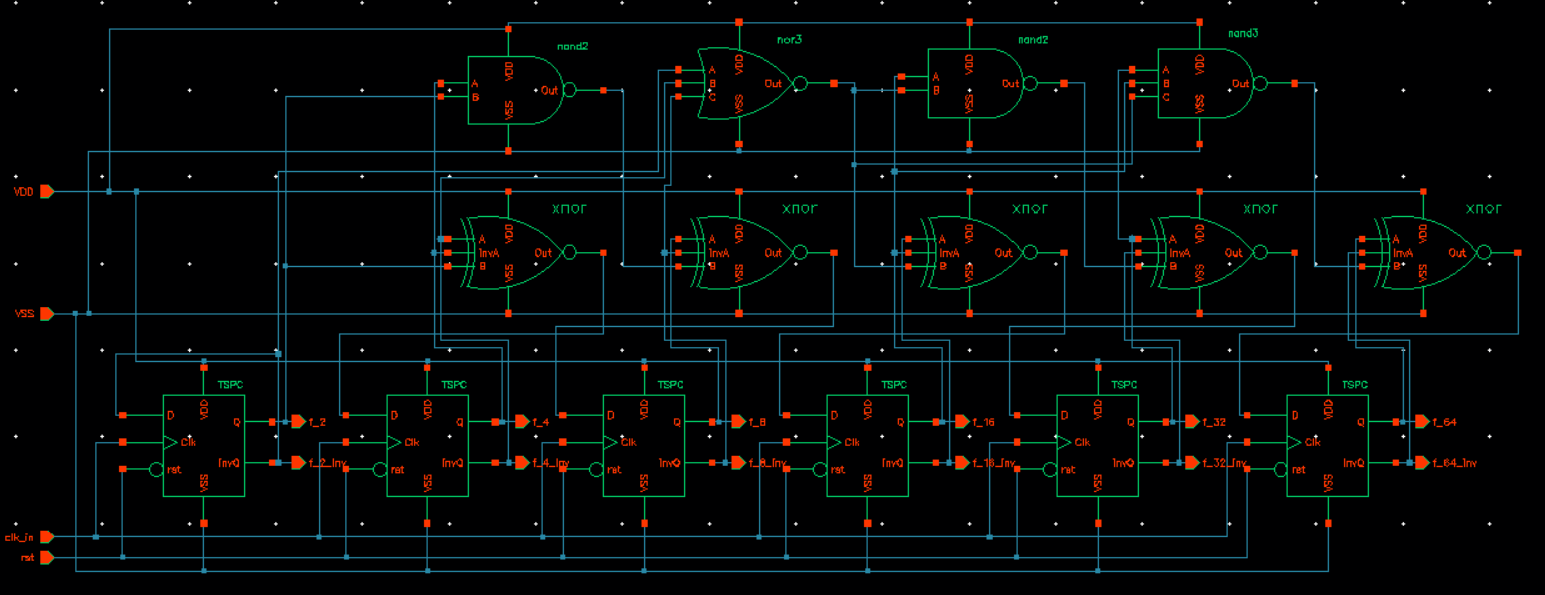 nand2 nor3 nand2 nand3
VDD VDD VDD VDD
A B Out A B C Out A B Out A B C Out
VSS VSS VSS VSS
VDD
xnor xnor xnor xnor xnor
VDD VDD VDD VDD VDD
A InvA B Out A InvA B Out A InvA B Out A InvA B Out A InvA B Out
VSS VSS VSS VSS VSS
VSS
TSPC TSPC TSPC TSPC TSPC TSPC
VDD VDD VDD VDD VDD VDD
D Q f_2 D Q f_4 D Q f_8 D Q f_16 D Q f_32 D Q f_64
Clk Clk Clk Clk Clk Clk
InvQ f_2_Inv InvQ f_4_Inv InvQ f_8_Inv InvQ f_16_Inv InvQ f_32_Inv InvQ f_64_Inv
rst rst rst rst rst rst
VSS VSS VSS VSS VSS VSS
clk_in
rst